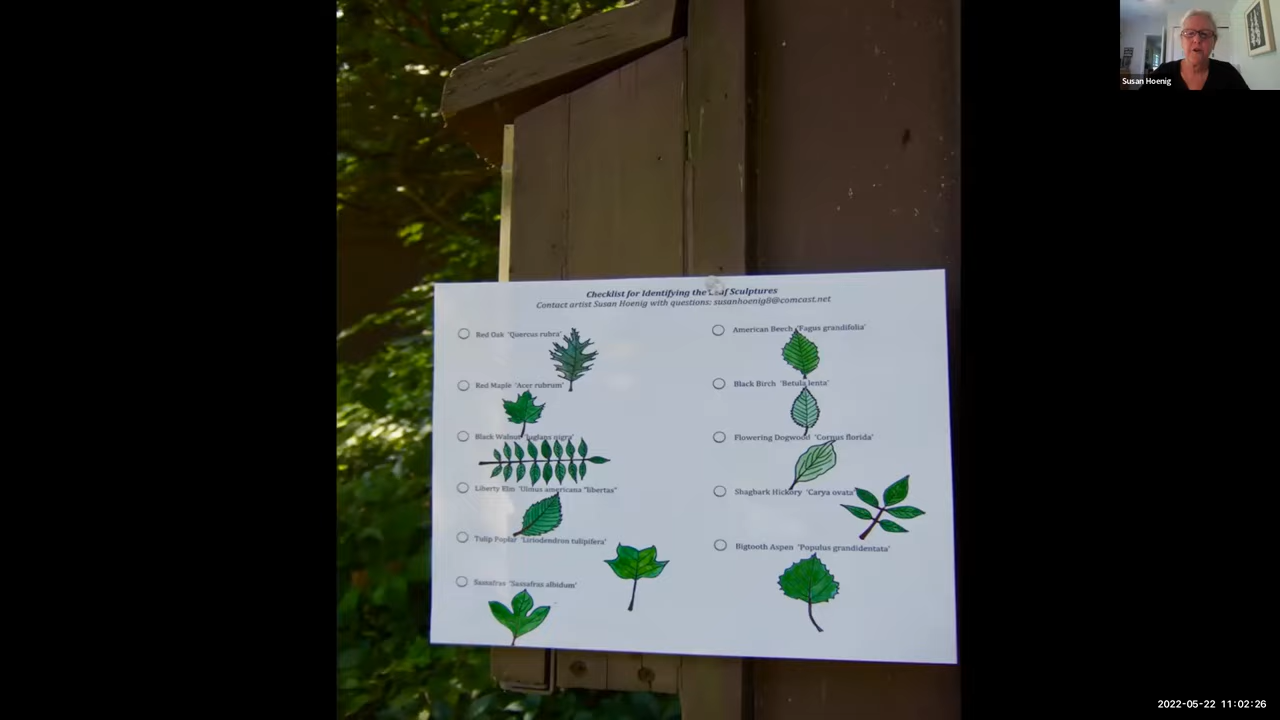 Susan Hoenig
Checklist for Identifying the Leaf Sculptures
Contact artist Susan Hoenig with questions: susanhoenig8@comcast.net
Red Oak 'Quercus rubra'
Red Maple 'Acer rubrum'
Black Walnut 'Juglans nigra'
Liberty Elm 'Ulmus americana "libertas"
Tulip Poplar 'Liriodendron tulipifera'
Sassafras 'Sassafras albidum'
American Beech 'Fagus grandifolia'
Black Birch 'Betula lenta'
Flowering Dogwood 'Cornus florida'
Shagbark Hickory 'Carya ovata'
Bigtooth Aspen 'Populus grandidentata'
2022-05-22 11:02:26